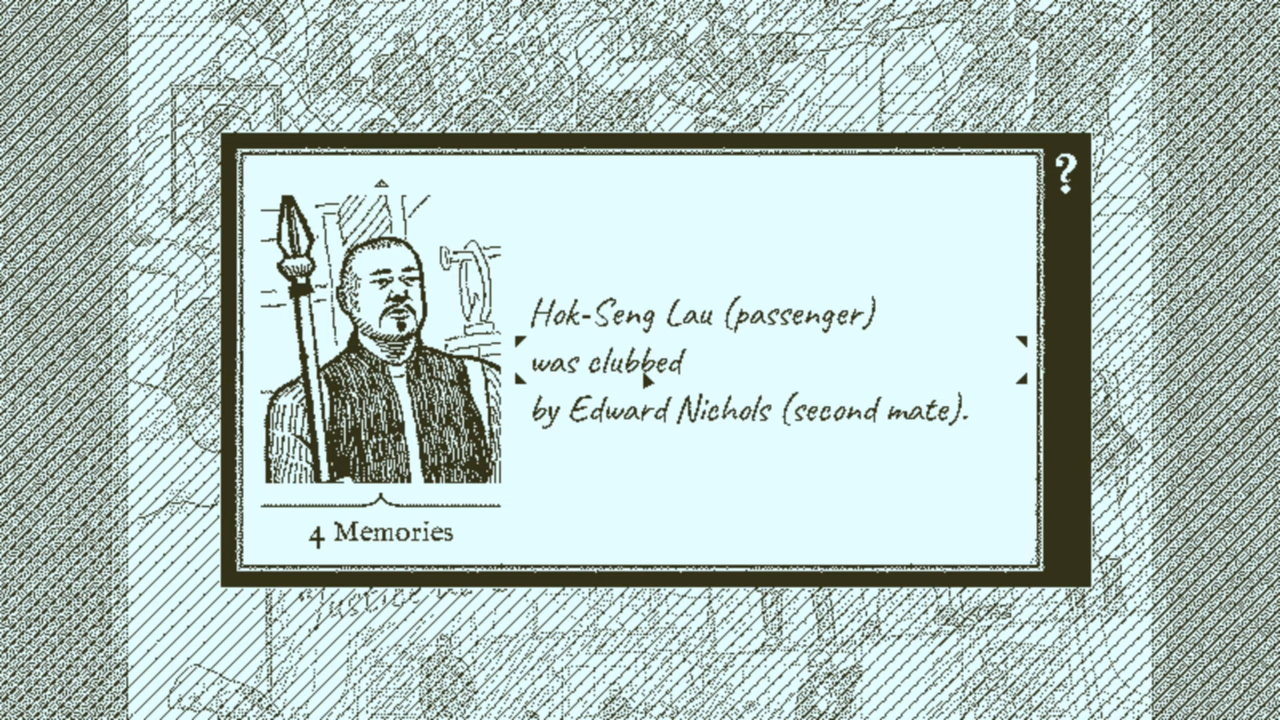 ?
Hok-Seng Lau (passenger)
was clubbed
by Edward Nichols (second mate).
4 Memories